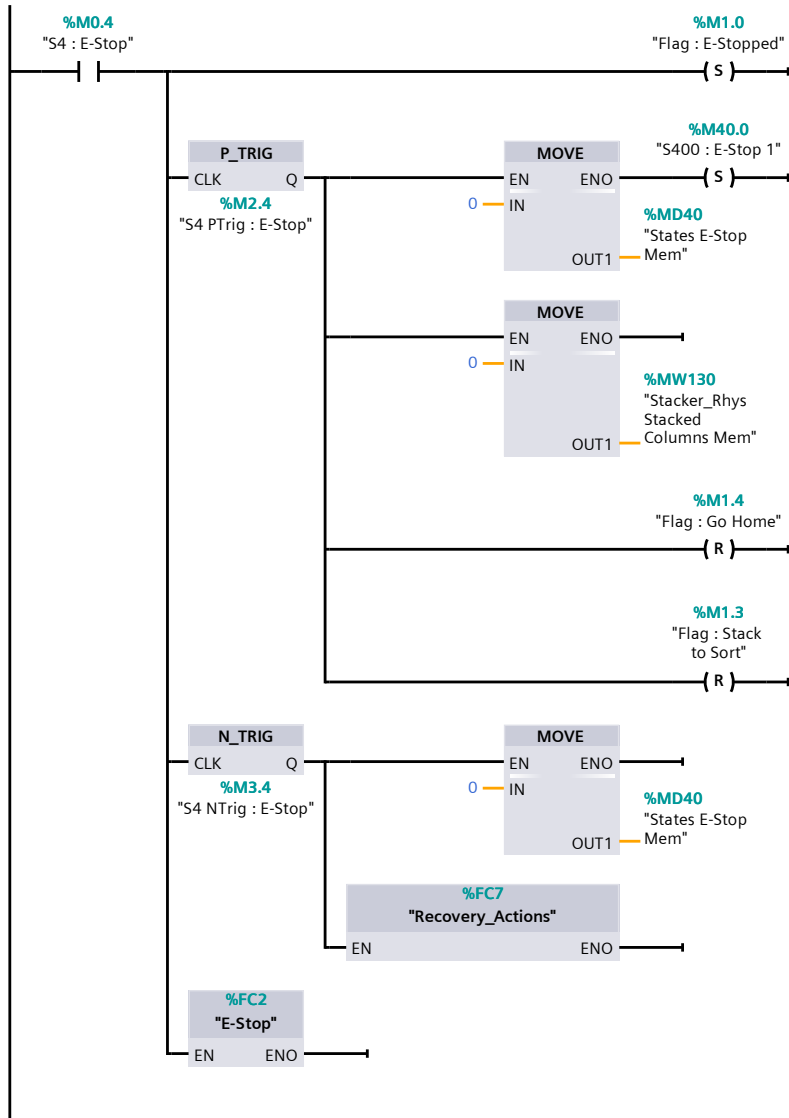 %M0.4
"S4 : E-Stop"
%M1.0
"Flag : E-Stopped"
S
P_TRIG
CLK Q
%M2.4
"S4 PTrig : E-Stop"
MOVE
EN ENO
0 IN
OUT1
%M40.0
"S400 : E-Stop 1"
S
%MD40
"States E-Stop
Mem"
MOVE
EN ENO
0 IN
OUT1
%MW130
"Stacker_Rhys
Stacked
Columns Mem"
%M1.4
"Flag : Go Home"
R
%M1.3
"Flag : Stack
to Sort"
R
N_TRIG
CLK Q
%M3.4
"S4 NTrig : E-Stop"
MOVE
EN ENO
0 IN
OUT1
%MD40
"States E-Stop
Mem"
%FC7
"Recovery_Actions"
EN ENO
%FC2
"E-Stop"
EN ENO